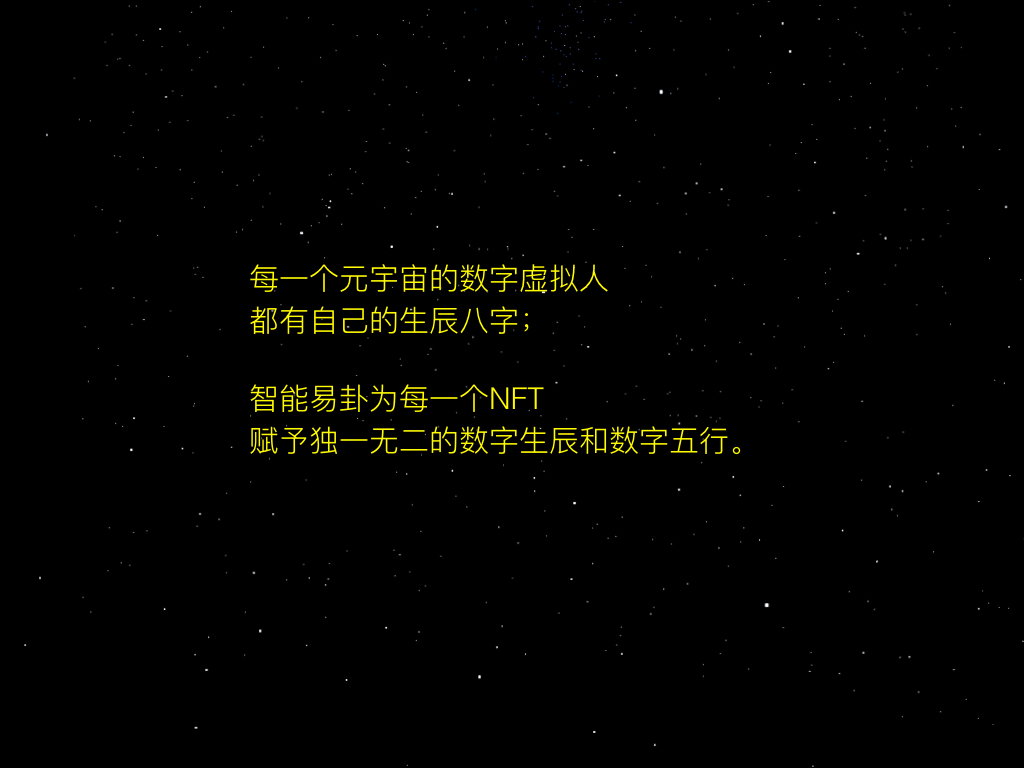 每一个元宇宙的数字虚拟人
都有自己的生辰八字；
智能易卦为每一个NFT
赋予独一无二的数字生辰和数字五行。